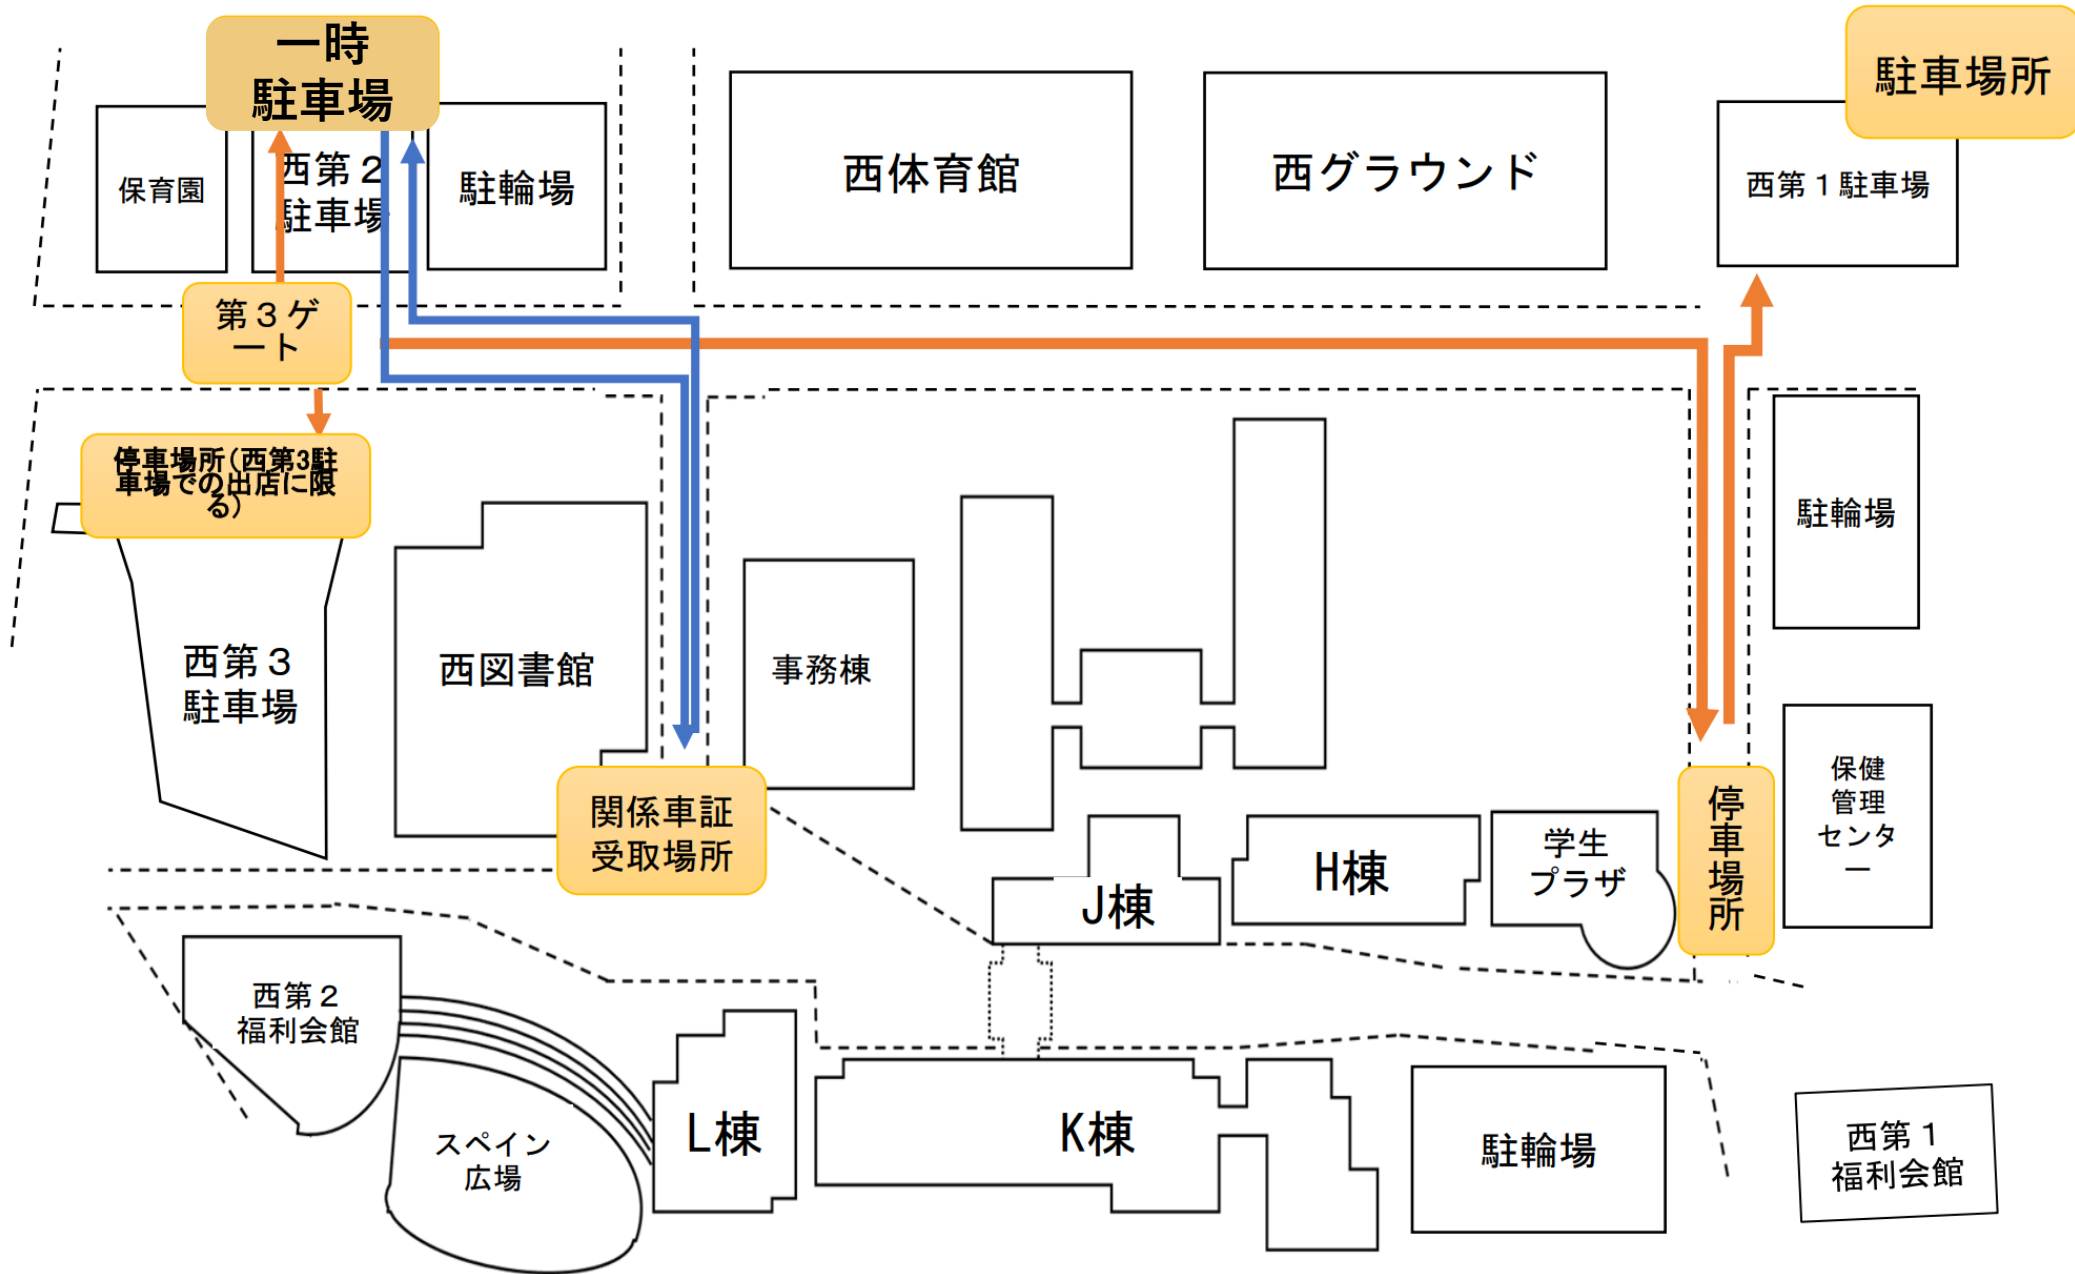 一時
駐車場
駐車場所
保育園
西第２
駐車場
駐輪場
西体育館
西グラウンド
西第１駐車場
第３ゲ
ート
停車場所(西第3駐
車場での出店に限
る)
駐輪場
西第３
駐車場
西図書館
事務棟
関係車証
受取場所
J棟
H棟
学生
プラザ
停
車
場
所
保健
管理
センタ
ー
西第２
福利会館
スペイン
広場
L棟
K棟
駐輪場
西第１
福利会館